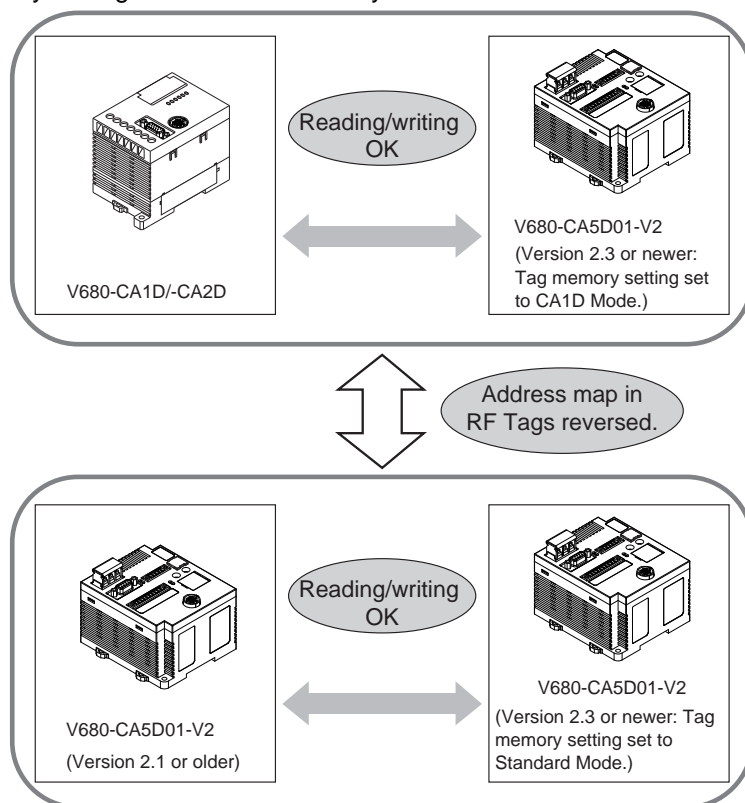 Reading/writing
OK
V680-CA1D/-CA2D
V680-CA5D01-V2
(Version 2.3 or newer:
Tag memory setting set
to CA1D Mode.)
Address map in
RF Tags reversed.
Reading/writing
OK
V680-CA5D01-V2
(Version 2.1 or older)
V680-CA5D01-V2
(Version 2.3 or newer: Tag
memory setting set to
Standard Mode.)